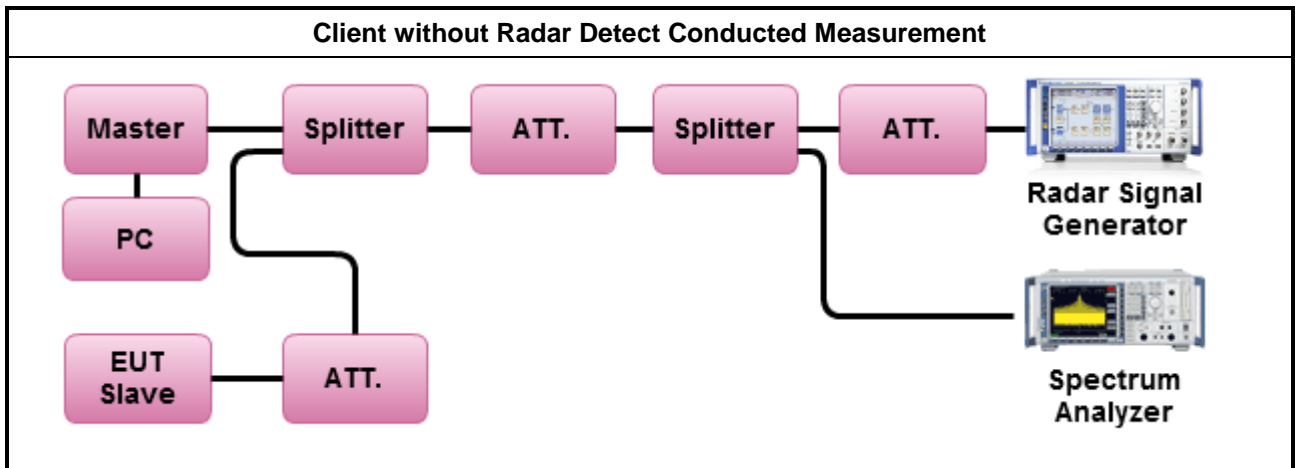 Client without Radar Detect Conducted Measurement
Master
Splitter
ATT.
Splitter
ATT.
Radar Signal
Generator
PC
EUT
Slave
ATT.
Spectrum
Analyzer